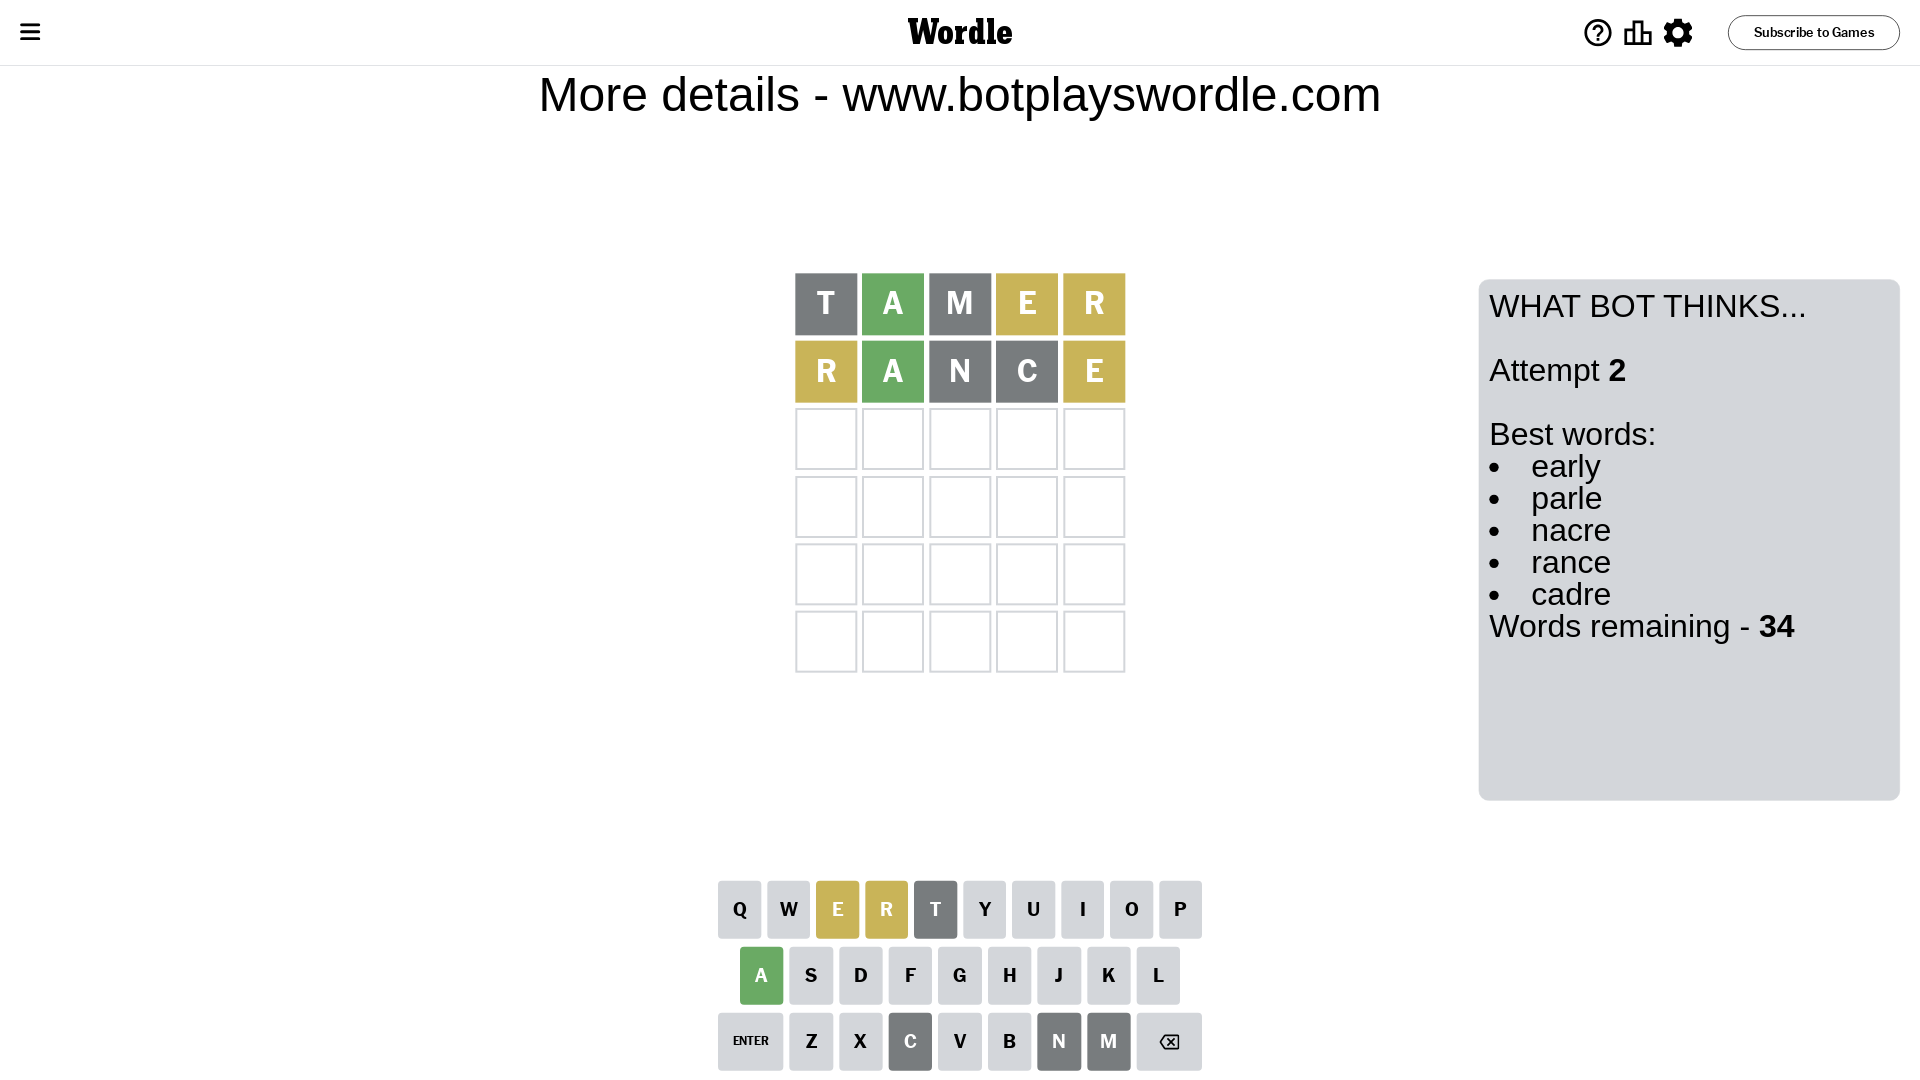 Wordle
Subscribe to Games
More details - www.botplayswordle.com
T A M E R
R A N C E
WHAT BOT THINKS...
Attempt 2
Best words:
• early
• parle
• nacre
• rance
• cadre
Words remaining - 34
Q W E R T Y U I O P
A S D F G H J K L
ENTER Z X C V B N M